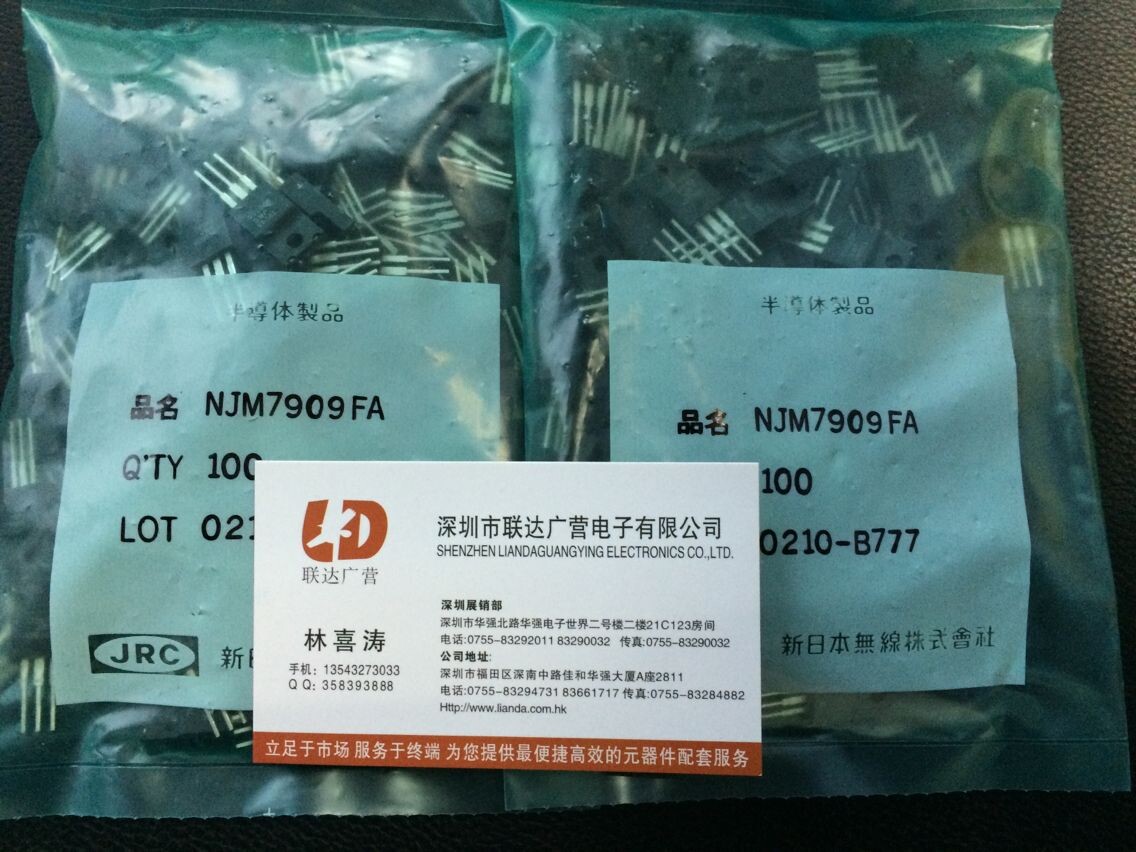 半導体製品
品名 NJM7909FA
Q'TY 100
LOT 021
JRC
新
半導体製品
品名 NJM7909FA
100
0210-B777
新日本無線株式會社
联达广营
深圳市联达广营电子有限公司
SHENZHEN LIANDAGUANGYING ELECTRONICS CO.,LTD.
林喜涛
手机：13543273033
Q Q：358393888
深圳展销部
深圳市华强北路华强电子世界二号楼二楼21C123房间
电话:0755-83292011 83290032 传真:0755-83290032
公司地址:
深圳市福田区深南中路佳和华强大厦A座2811
电话:0755-83294731 83661717 传真:0755-83284882
Http://www.lianda.com.hk
立足于市场 服务于终端 为您提供最便捷高效的元器件配套服务